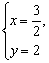 {x = 3/2,
y = 2